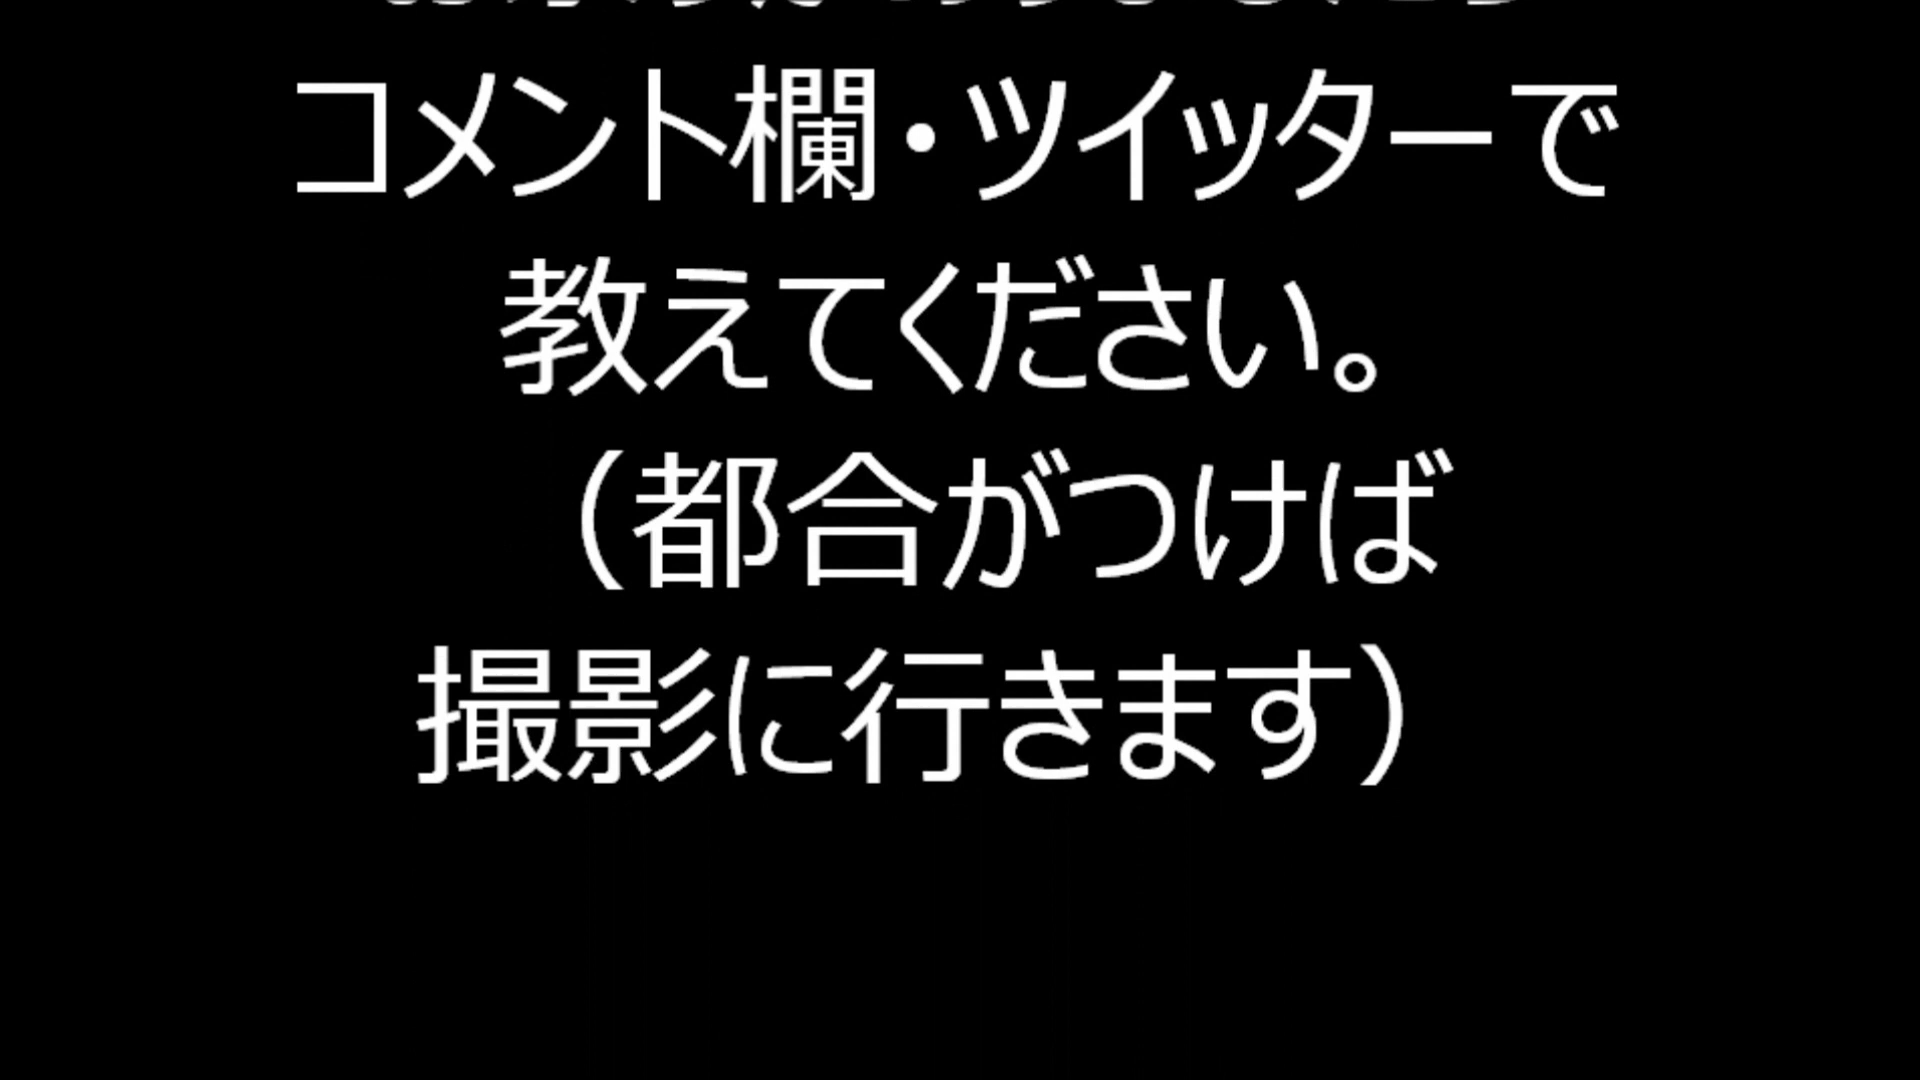 コメント欄・ツイッターで
教えてください。
（都合がつけば
撮影に行きます）